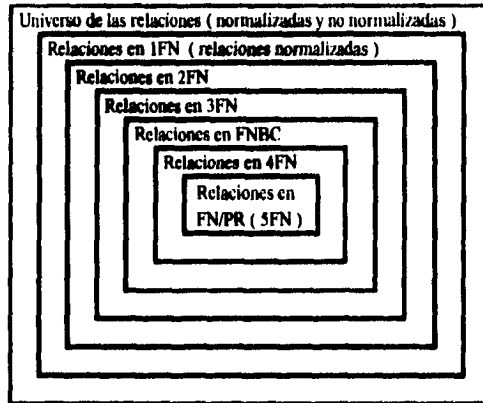 Universo de las relaciones ( normalizadas y no normalizadas )
Relaciones en 1FN ( relaciones normalizadas )
Relaciones en 2FN
Relaciones en 3FN
Relaciones en FNBC
Relaciones en 4FN
Relaciones en
FN/PR ( 5FN )